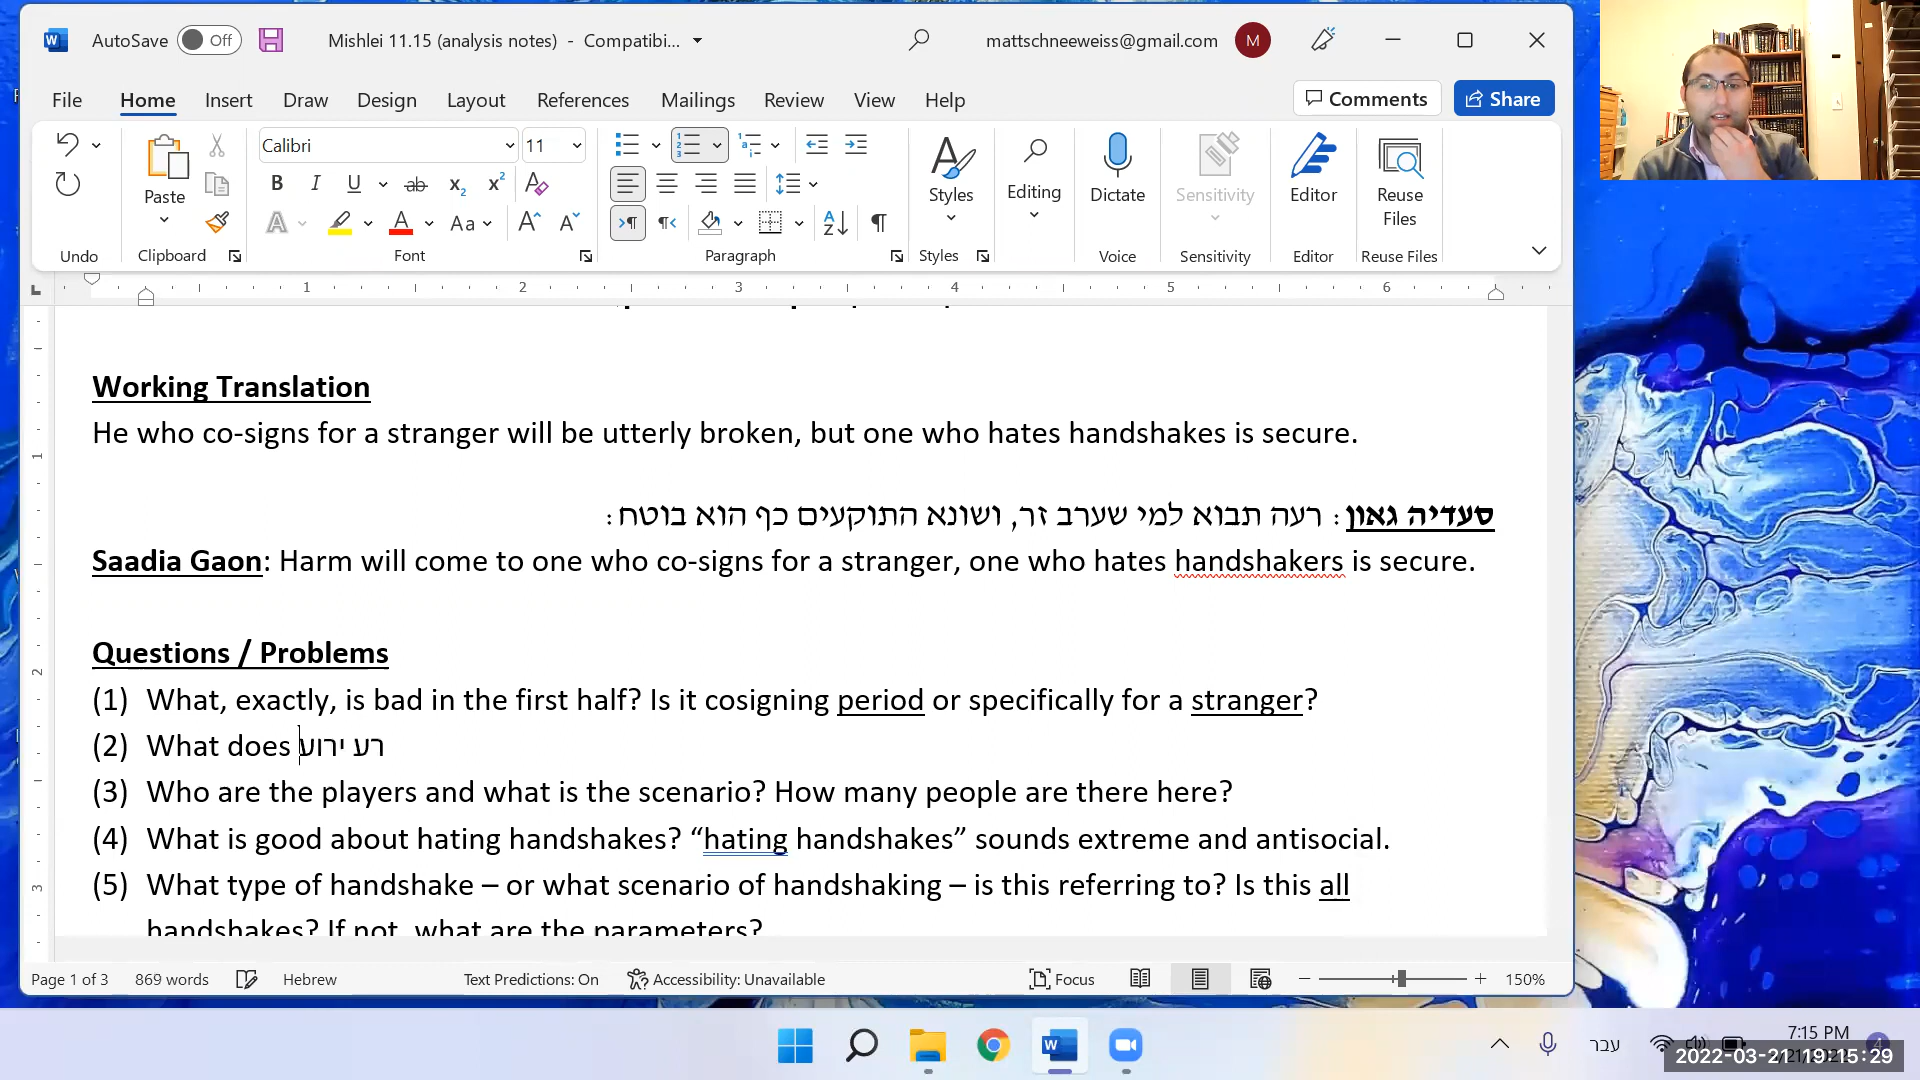 AutoSave Off Mishlei 11.15 (analysis notes) - Compatibi... mattschneeweiss@gmail.com M
File Home Insert Draw Design Layout References Mailings Review View Help Comments Share
Calibri 11
Paste
Styles Editing Dictate Sensitivity Editor Reuse Files
Undo Clipboard Font Paragraph Styles Voice Sensitivity Editor Reuse Files
1 2 3 4 5 6
Working Translation
He who co-signs for a stranger will be utterly broken, but one who hates handshakes is secure.
סעדיה גאון: רעה תבוא למי שערב זר, ושונא התוקעים כף הוא בוטח:
Saadia Gaon: Harm will come to one who co-signs for a stranger, one who hates handshakers is secure.
Questions / Problems
(1) What, exactly, is bad in the first half? Is it cosigning period or specifically for a stranger?
(2) What does רע ירוע
(3) Who are the players and what is the scenario? How many people are there here?
(4) What is good about hating handshakes? “hating handshakes” sounds extreme and antisocial.
(5) What type of handshake – or what scenario of handshaking – is this referring to? Is this all
handshakes? If not, what are the parameters?
Page 1 of 3 869 words Hebrew Text Predictions: On Accessibility: Unavailable Focus 150%
עבר 7:15 PM
2022-03-21 19:15:29